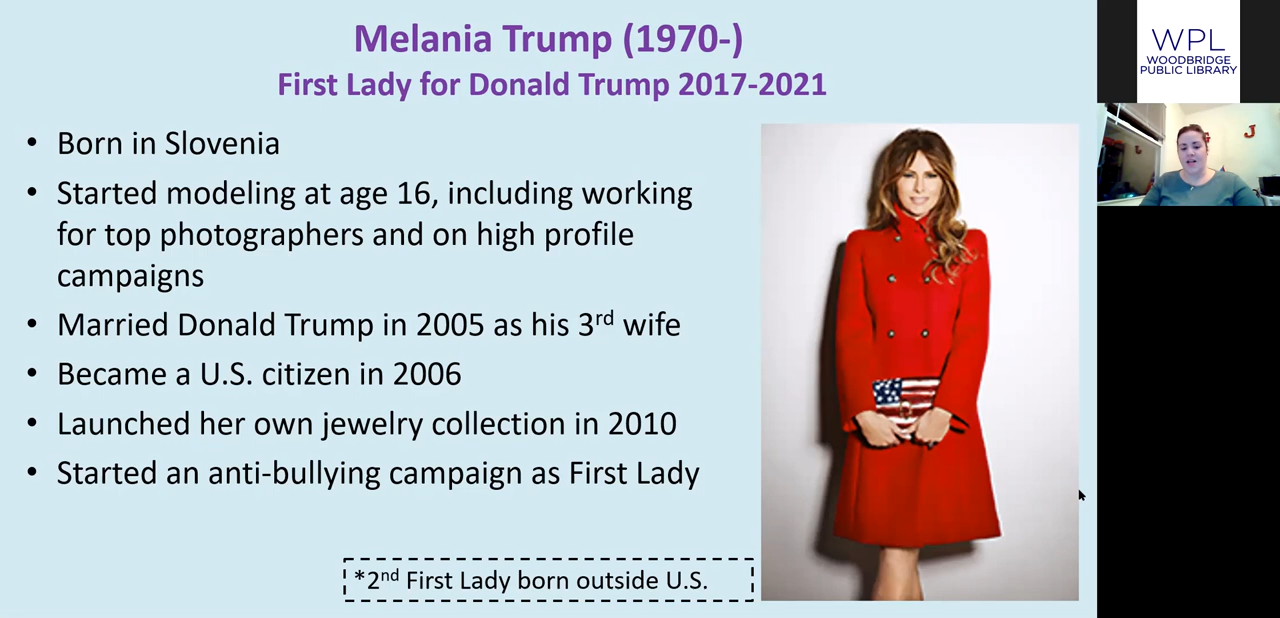 Melania Trump (1970-)
First Lady for Donald Trump 2017-2021
• Born in Slovenia
• Started modeling at age 16, including working
for top photographers and on high profile
campaigns
• Married Donald Trump in 2005 as his 3rd wife
• Became a U.S. citizen in 2006
• Launched her own jewelry collection in 2010
• Started an anti-bullying campaign as First Lady
*2nd First Lady born outside U.S.
WPL
WOODBRIDGE
PUBLIC LIBRARY
J